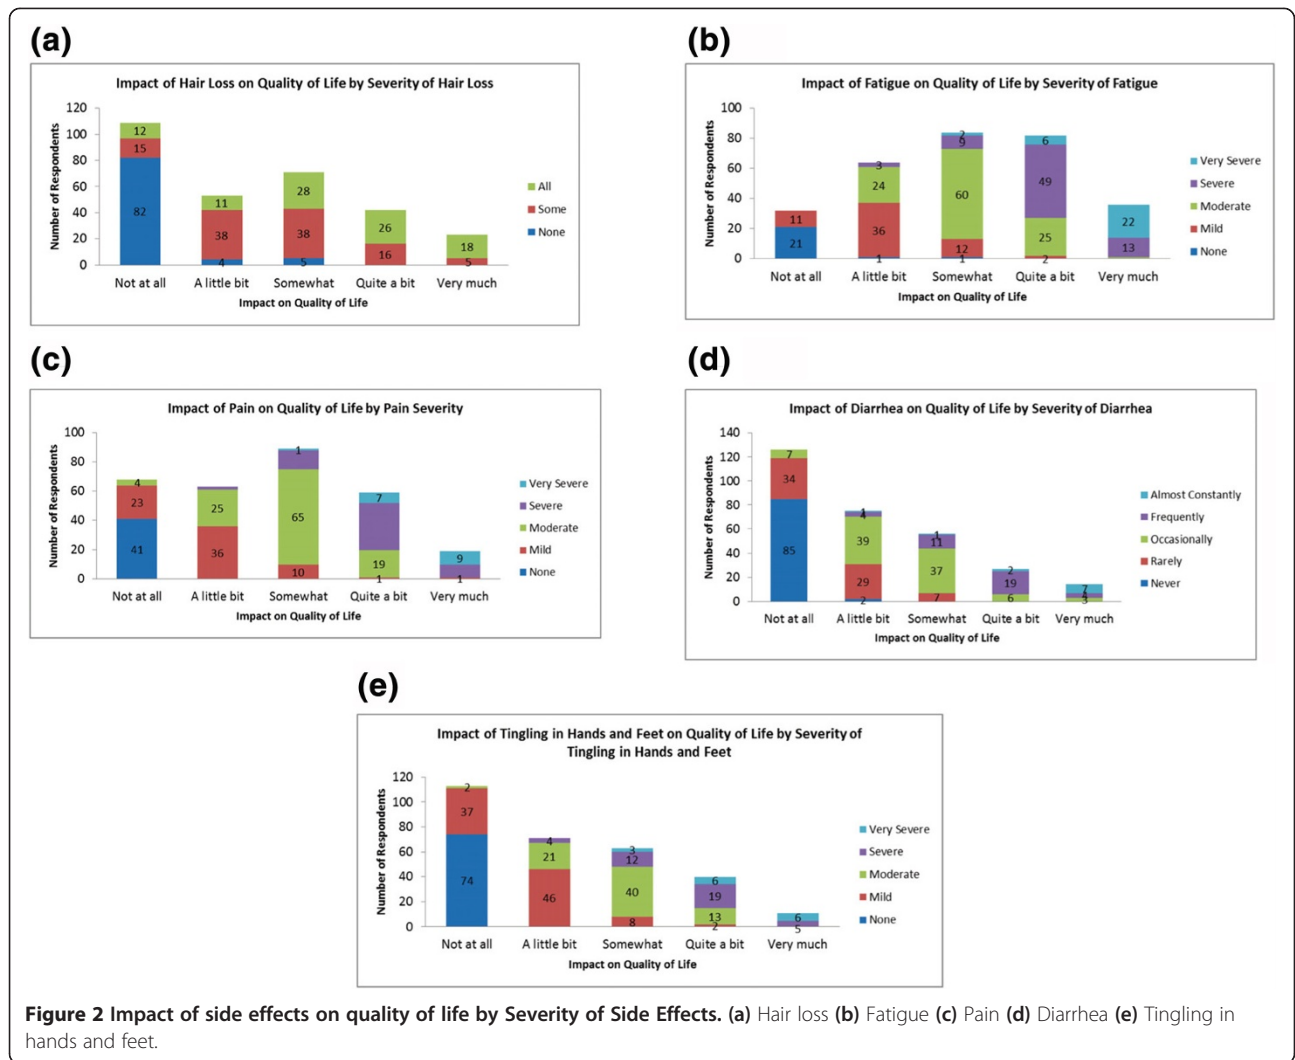 (a)
Impact of Hair Loss on Quality of Life by Severity of Hair Loss
Number of Respondents
120
100
80
60
40
20
0
12
15
82
11
38
4
28
38
5
26
16
18
5
Not at all A little bit Somewhat Quite a bit Very much
Impact on Quality of Life
All
Some
None
(b)
Impact of Fatigue on Quality of Life by Severity of Fatigue
Number of Respondents
100
80
60
40
20
0
11
21
3
24
36
1
2
9
60
12
1
6
49
25
2
22
13
Not at all A little bit Somewhat Quite a bit Very much
Impact on Quality of Life
Very Severe
Severe
Moderate
Mild
None
(c)
Impact of Pain on Quality of Life by Pain Severity
Number of Respondents
100
80
60
40
20
0
4
23
41
25
36
1
65
10
7
19
1
9
1
Not at all A little bit Somewhat Quite a bit Very much
Impact on Quality of Life
Very Severe
Severe
Moderate
Mild
None
(d)
Impact of Diarrhea on Quality of Life by Severity of Diarrhea
Number of Respondents
140
120
100
80
60
40
20
0
7
34
85
1
4
39
29
2
1
11
37
7
2
19
6
7
4
3
Not at all A little bit Somewhat Quite a bit Very much
Impact on Quality of Life
Almost Constantly
Frequently
Occasionally
Rarely
Never
(e)
Impact of Tingling in Hands and Feet on Quality of Life by Severity of
Tingling in Hands and Feet
Number of Respondents
120
100
80
60
40
20
0
2
37
74
4
21
46
3
12
40
8
6
19
13
2
6
5
Not at all A little bit Somewhat Quite a bit Very much
Impact on Quality of Life
Very Severe
Severe
Moderate
Mild
None
Figure 2 Impact of side effects on quality of life by Severity of Side Effects. (a) Hair loss (b) Fatigue (c) Pain (d) Diarrhea (e) Tingling in
hands and feet.